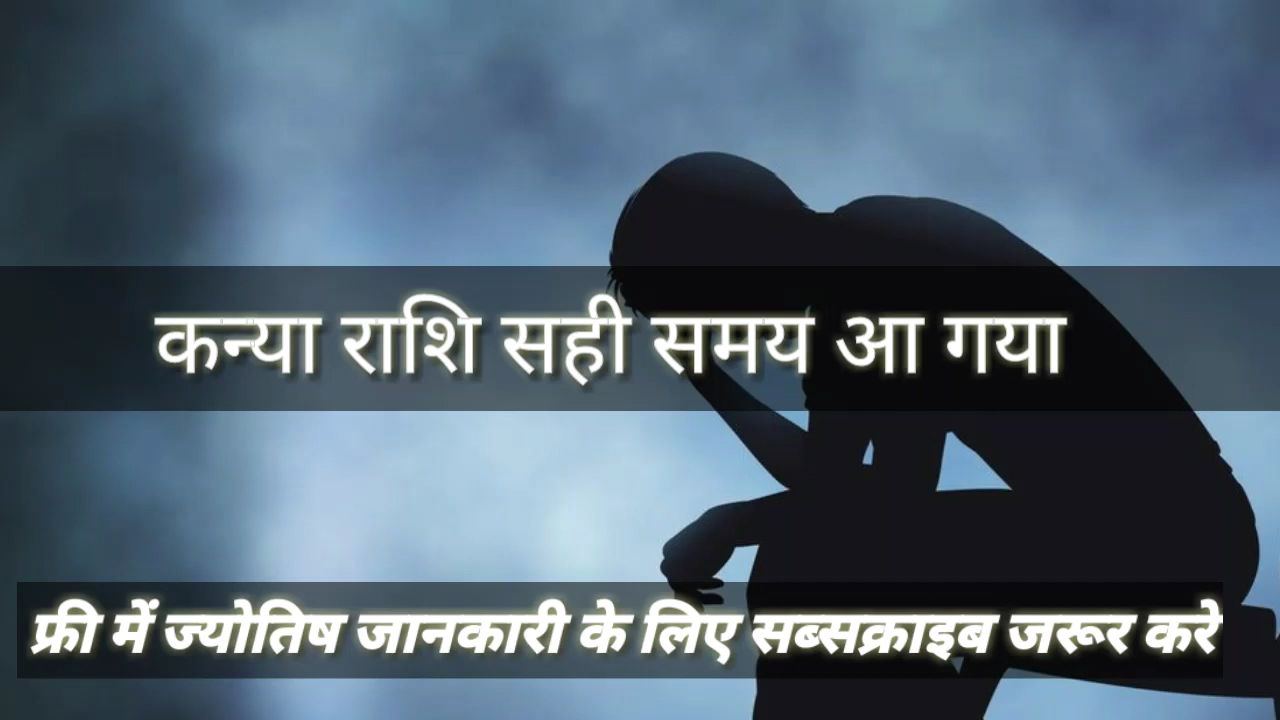 कन्या राशि सही समय आ गया
फ्री में ज्योतिष जानकारी के लिए सब्सक्राइब जरूर करे